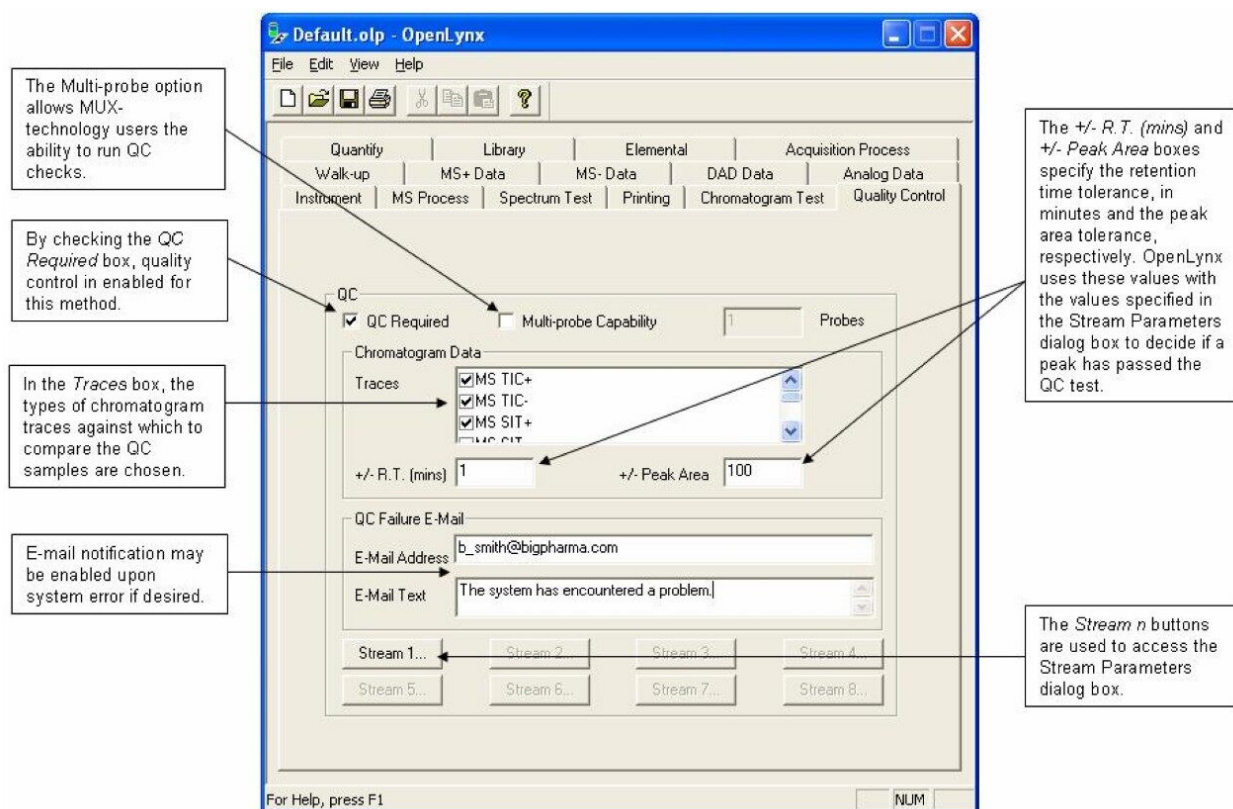 Default.olp - OpenLynx
File Edit View Help
The Multi-probe option
allows MUX-
technology users the
ability to run QC
checks.
By checking the QC
Required box, quality
control in enabled for
this method.
In the Traces box, the
types of chromatogram
traces against which to
compare the QC
samples are chosen.
E-mail notification may
be enabled upon
system error if desired.
Quantify Library Elemental Acquisition Process
Walk-up MS+ Data MS- Data DAD Data Analog Data
Instrument MS Process Spectrum Test Printing Chromatogram Test Quality Control
QC
QC Required Multi-probe Capability 1 Probes
Chromatogram Data
Traces
MS TIC+
MS TIC-
MS SIT+
+/- R.T. (mins) 1 +/- Peak Area 100
QC Failure E-Mail
E-Mail Address b_smith@bigpharma.com
E-Mail Text The system has encountered a problem.
Stream 1... Stream 2... Stream 3... Stream 4...
Stream 5... Stream 6... Stream 7... Stream 8...
For Help, press F1 NUM
The +/- R.T. (mins) and
+/- Peak Area boxes
specify the retention
time tolerance, in
minutes and the peak
area tolerance,
respectively. OpenLynx
uses these values with
the values specified in
the Stream Parameters
dialog box to decide if a
peak has passed the
QC test.
The Stream n buttons
are used to access the
Stream Parameters
dialog box.